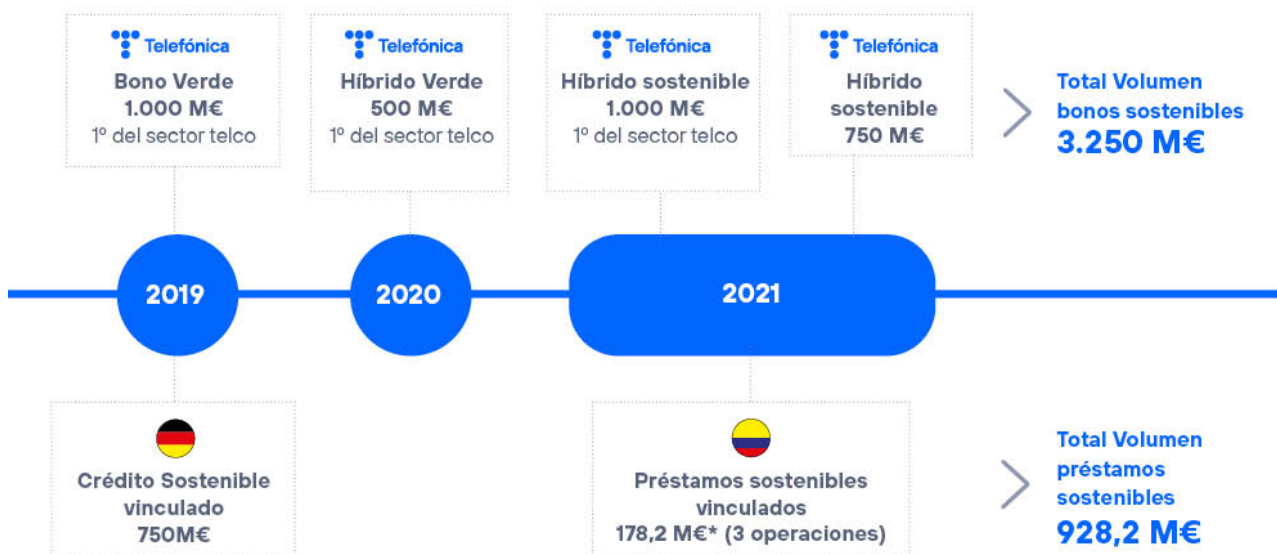 Telefónica
Bono Verde
1.000 M€
1º del sector telco
Telefónica
Híbrido Verde
500 M€
1º del sector telco
Telefónica
Híbrido sostenible
1.000 M€
1º del sector telco
Telefónica
Híbrido
sostenible
750 M€
Total Volumen
bonos sostenibles
3.250 M€
2019
2020
2021
Crédito Sostenible
vinculado
750M€
Préstamos sostenibles
vinculados
178,2 M€* (3 operaciones)
Total Volumen
préstamos
sostenibles
928,2 M€